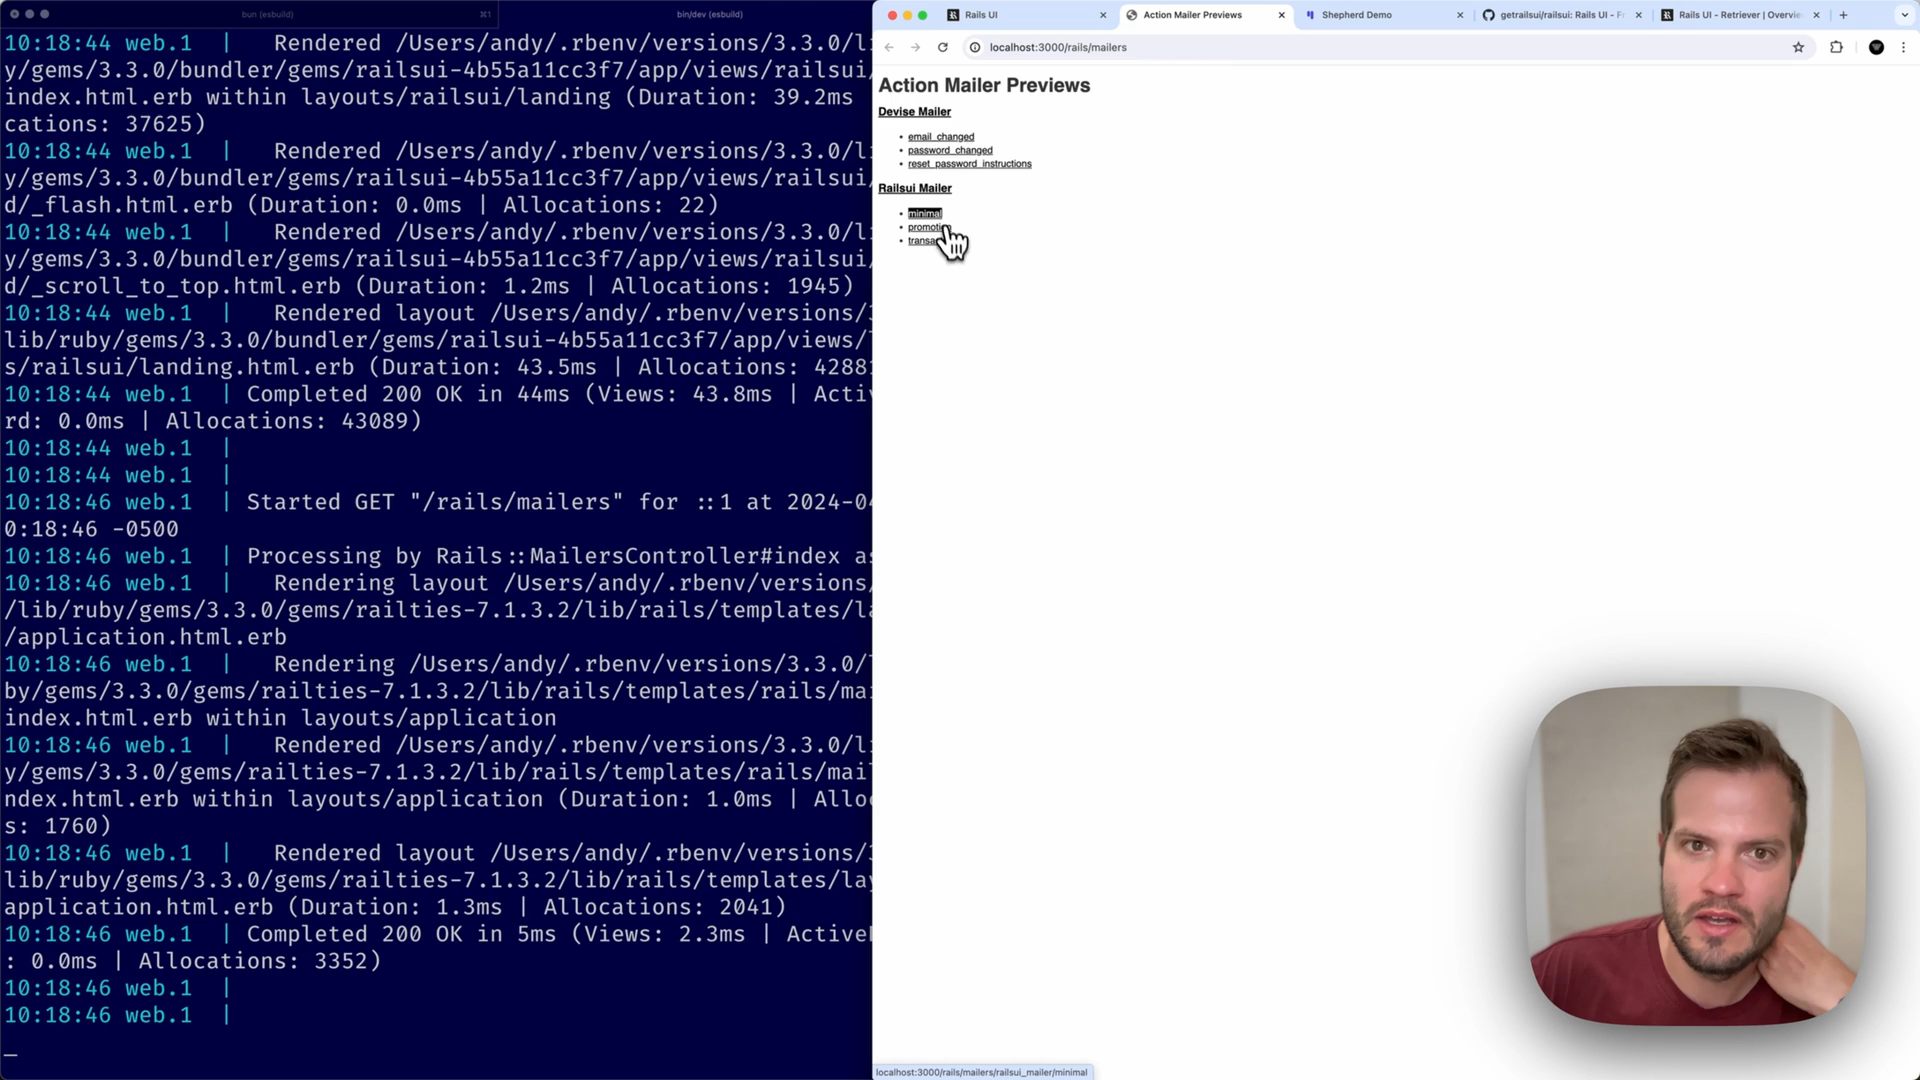 bun (esbuild)
⌘1
bin/dev (esbuild)
10:18:44 web.1  |   Rendered /Users/andy/.rbenv/versions/3.3.0/li
y/gems/3.3.0/bundler/gems/railsui-4b55a11cc3f7/app/views/railsui/
index.html.erb within layouts/railsui/landing (Duration: 39.2ms
cations: 37625)
10:18:44 web.1  |   Rendered /Users/andy/.rbenv/versions/3.3.0/li
y/gems/3.3.0/bundler/gems/railsui-4b55a11cc3f7/app/views/railsui/
d/_flash.html.erb (Duration: 0.0ms | Allocations: 22)
10:18:44 web.1  |   Rendered /Users/andy/.rbenv/versions/3.3.0/li
y/gems/3.3.0/bundler/gems/railsui-4b55a11cc3f7/app/views/railsui/
d/_scroll_to_top.html.erb (Duration: 1.2ms | Allocations: 1945)
10:18:44 web.1  |   Rendered layout /Users/andy/.rbenv/versions/3
lib/ruby/gems/3.3.0/bundler/gems/railsui-4b55a11cc3f7/app/views/
s/railsui/landing.html.erb (Duration: 43.5ms | Allocations: 4288
10:18:44 web.1  | Completed 200 OK in 44ms (Views: 43.8ms | Acti
rd: 0.0ms | Allocations: 43089)
10:18:44 web.1  |
10:18:44 web.1  |
10:18:46 web.1  | Started GET "/rails/mailers" for ::1 at 2024-0
0:18:46 -0500
10:18:46 web.1  | Processing by Rails::MailersController#index as
10:18:46 web.1  |   Rendering layout /Users/andy/.rbenv/versions/
/lib/ruby/gems/3.3.0/gems/railties-7.1.3.2/lib/rails/templates/la
/application.html.erb
10:18:46 web.1  |   Rendering /Users/andy/.rbenv/versions/3.3.0/
by/gems/3.3.0/gems/railties-7.1.3.2/lib/rails/templates/rails/mai
index.html.erb within layouts/application
10:18:46 web.1  |   Rendered /Users/andy/.rbenv/versions/3.3.0/li
y/gems/3.3.0/gems/railties-7.1.3.2/lib/rails/templates/rails/mail
ndex.html.erb within layouts/application (Duration: 1.0ms | Allo
s: 1760)
10:18:46 web.1  |   Rendered layout /Users/andy/.rbenv/versions/3
lib/ruby/gems/3.3.0/gems/railties-7.1.3.2/lib/rails/templates/lay
application.html.erb (Duration: 1.3ms | Allocations: 2041)
10:18:46 web.1  | Completed 200 OK in 5ms (Views: 2.3ms | Active
: 0.0ms | Allocations: 3352)
10:18:46 web.1  |
10:18:46 web.1  |
Rails UI
Action Mailer Previews
Shepherd Demo
getrailsui/railsui: Rails UI - Fr
Rails UI - Retriever | Overvie
localhost:3000/rails/mailers
Action Mailer Previews
Devise Mailer
email_changed
password_changed
reset_password_instructions
Railsui Mailer
minimal
promoti
transa
localhost:3000/rails/mailers/railsui_mailer/minimal